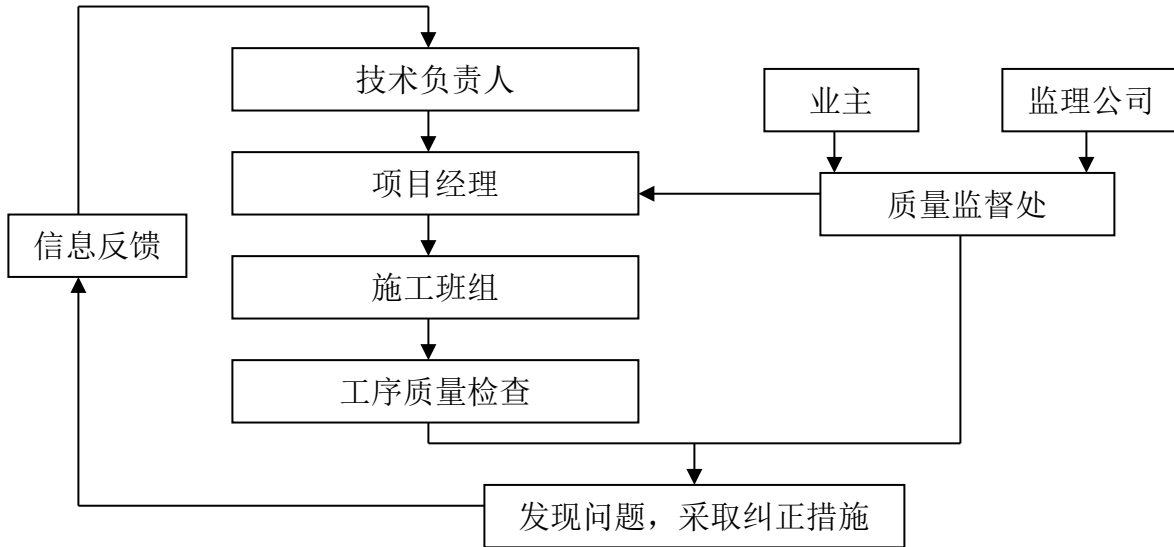 技术负责人
业主
监理公司
项目经理
质量监督处
信息反馈
施工班组
工序质量检查
发现问题，采取纠正措施